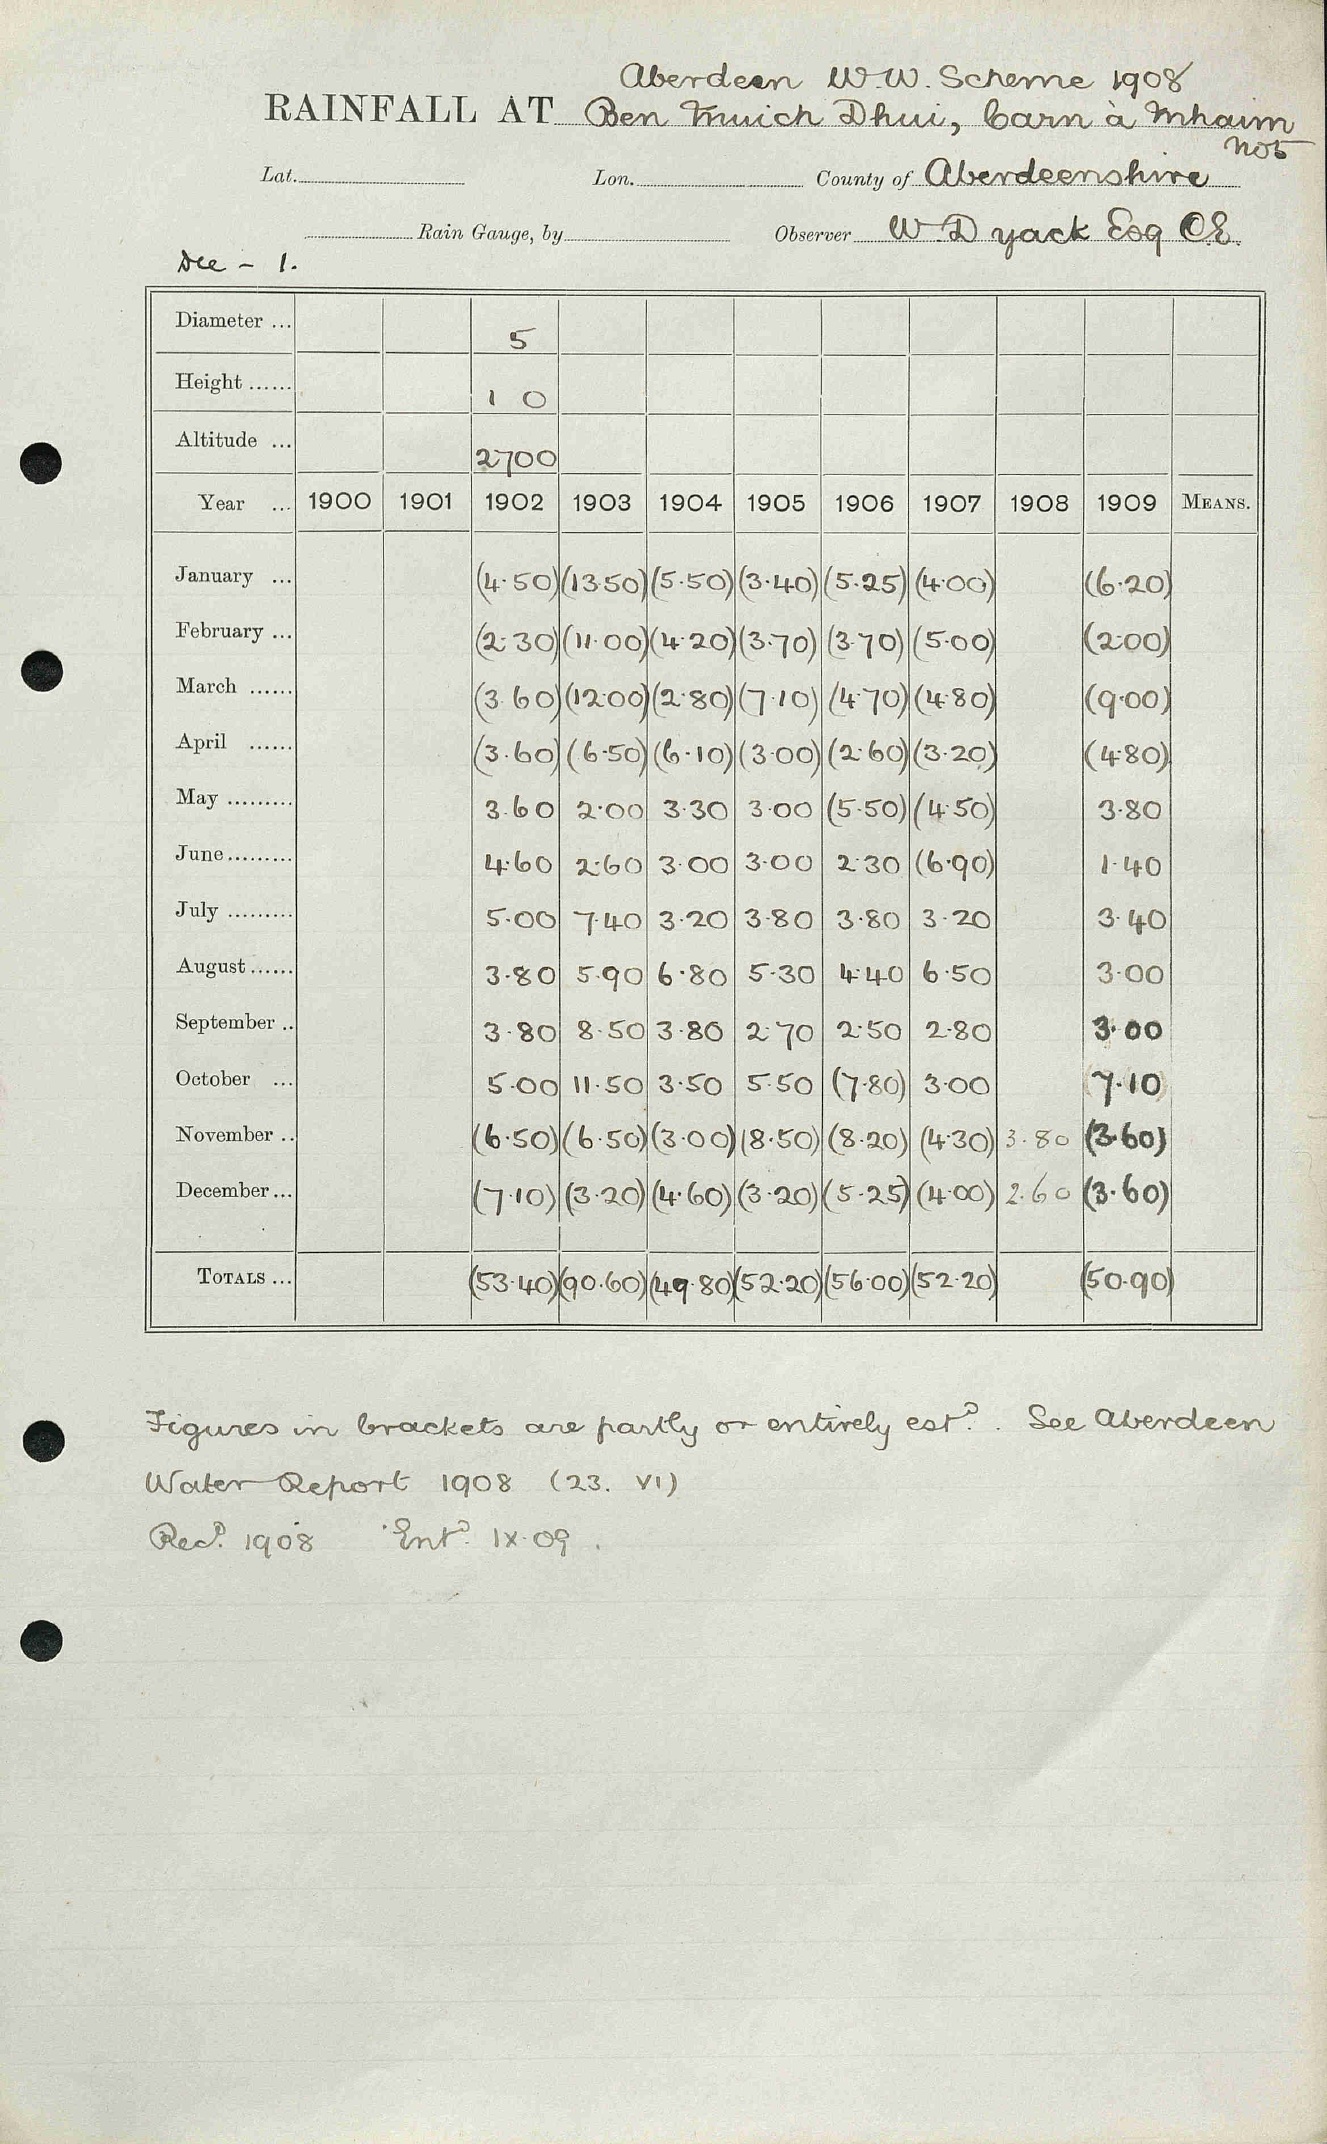 Aberdeen W.W. Scheme 1908
RAINFALL AT Ben Muich Dhui, Carn à Mhaim
No5
Lat. Lon. County of Aberdeenshire
Rain Gauge, by Observer W. Dyack Esq CE.
Dee - 1.
Diameter ... 5
Height ...... 1 0
Altitude ... 2700
Year ... 1900 1901 1902 1903 1904 1905 1906 1907 1908 1909 MEANS.
January ... (4.50) (13.50) (5.50) (3.40) (5.25) (4.00) (6.20)
February ... (2.30) (11.00) (4.20) (3.70) (3.70) (5.00) (2.00)
March ...... (3.60) (12.00) (2.80) (7.10) (4.70) (4.80) (9.00)
April ...... (3.60) (6.50) (6.10) (3.00) (2.60) (3.20) (4.80)
May ......... 3.60 2.00 3.30 3.00 (5.50) (4.50) 3.80
June ......... 4.60 2.60 3.00 3.00 2.30 (6.90) 1.40
July ......... 5.00 7.40 3.20 3.80 3.80 3.20 3.40
August ...... 3.80 5.90 6.80 5.30 4.40 6.50 3.00
September .. 3.80 8.50 3.80 2.70 2.50 2.80 3.00
October ... 5.00 11.50 3.50 5.50 (7.80) 3.00 7.10
November .. (6.50) (6.50) (3.00) (8.50) (8.20) (4.30) 3.80 (3.60)
December ... (7.10) (3.20) (4.60) (3.20) (5.25) (4.00) 2.60 (3.60)
TOTALS ... (53.40) (90.60) (49.80) (52.20) (56.00) (52.20) (50.90)
Figures in brackets are partly or entirely estd. See Aberdeen
Water Report 1908 (23. VI)
Recd. 1908 Entd. IX.09.